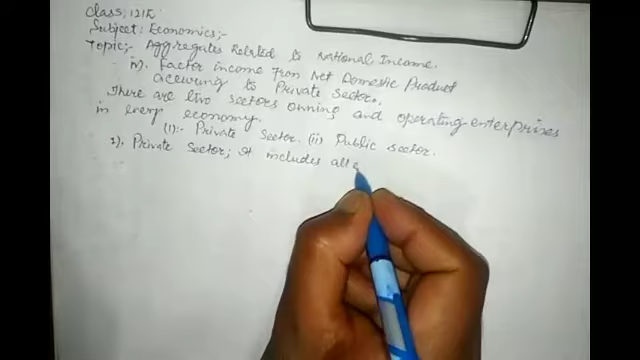 Class; 12th
Subject: Economics;-
Topic;- Aggregates Related to National Income.
iv). Factor income from Net Domestic Product
accruing to Private Sector.
There are two sectors owning and operating enterprises
in every economy.
(i):- Private Sector. (ii) Public sector.
1). Private Sector; It includes all